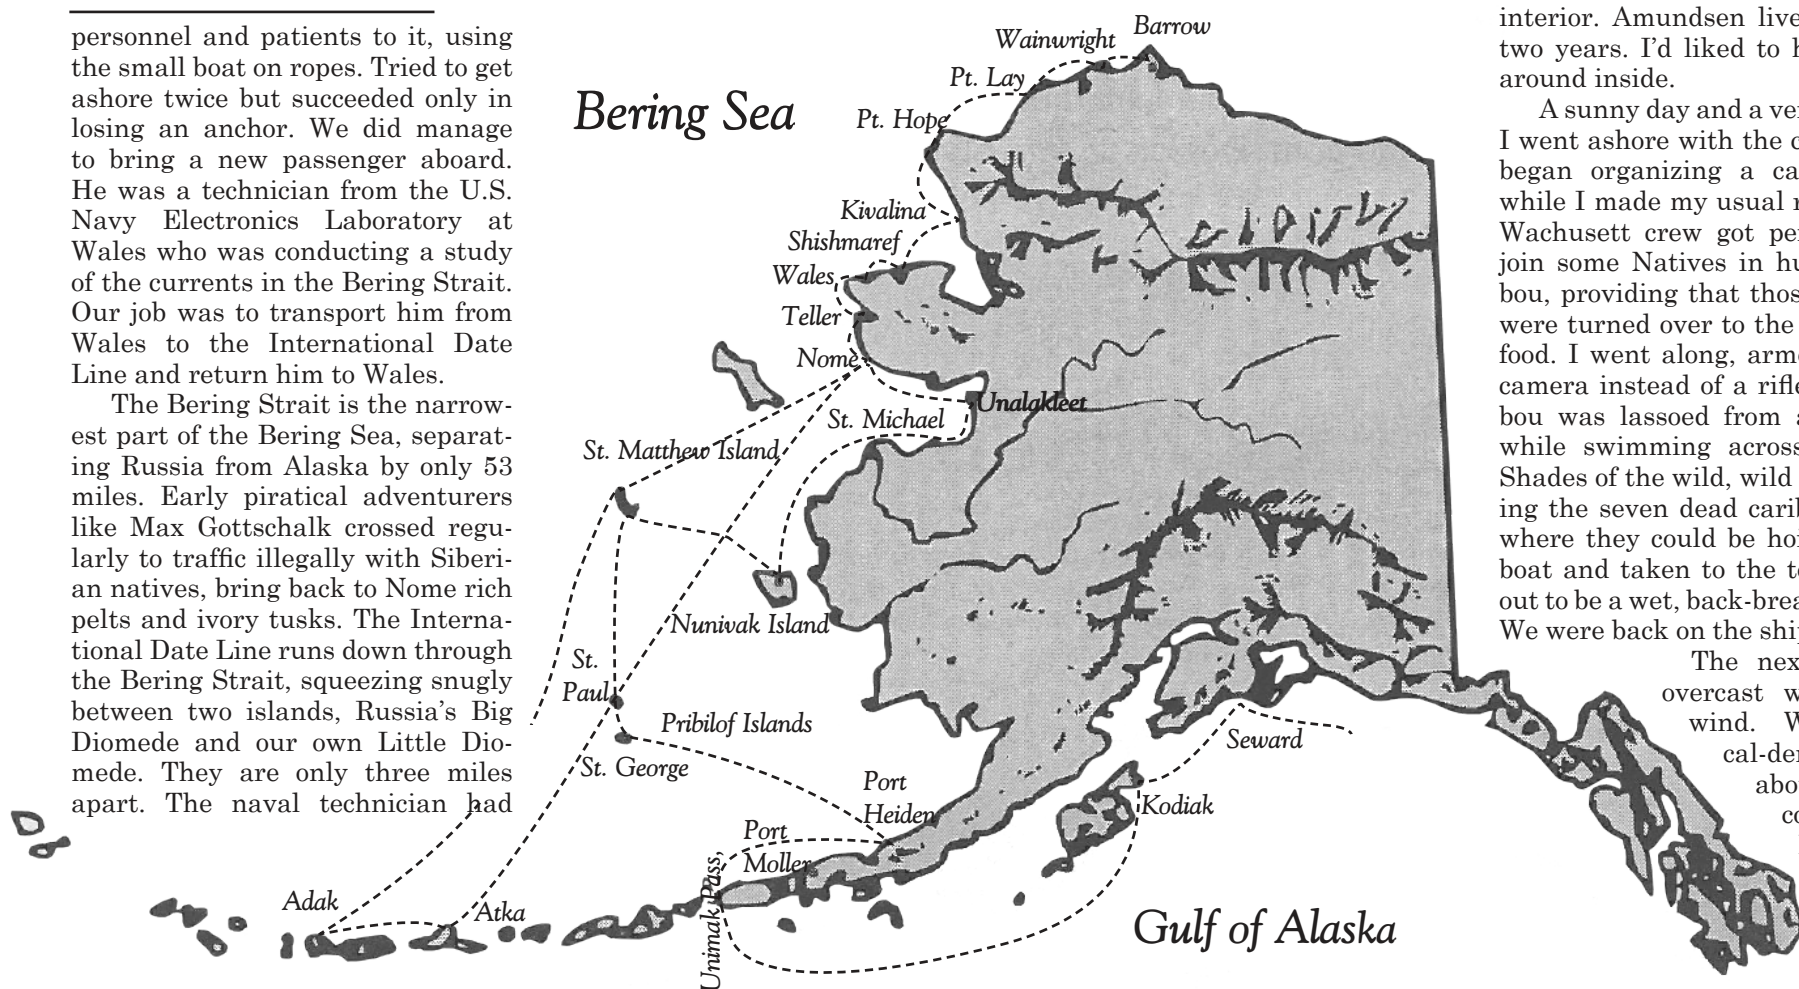 personnel and patients to it, using
the small boat on ropes. Tried to get
ashore twice but succeeded only in
losing an anchor. We did manage
to bring a new passenger aboard.
He was a technician from the U.S.
Navy Electronics Laboratory at
Wales who was conducting a study
of the currents in the Bering Strait.
Our job was to transport him from
Wales to the International Date
Line and return him to Wales.
The Bering Strait is the narrow-
est part of the Bering Sea, separat-
ing Russia from Alaska by only 53
miles. Early piratical adventurers
like Max Gottschalk crossed regu-
larly to traffic illegally with Siberi-
an natives, bring back to Nome rich
pelts and ivory tusks. The Interna-
tional Date Line runs down through
the Bering Strait, squeezing snugly
between two islands, Russia's Big
Diomede and our own Little Dio-
mede. They are only three miles
apart. The naval technician had
Bering Sea
Barrow
Wainwright
Pt. Lay
Pt. Hope
Kivalina
Shishmaref
Wales
Teller
Nome
Unalakleet
St. Michael
St. Matthew Island
Nunivak Island
St.
Paul
Pribilof Islands
St. George
Port
Heiden
Port
Moller
Unimak Pass,
Adak
Atka
Seward
Kodiak
Gulf of Alaska
interior. Amundsen live
two years. I'd liked to h
around inside.
A sunny day and a ver
I went ashore with the c
began organizing a ca
while I made my usual r
Wachusett crew got per
join some Natives in hu
bou, providing that thos
were turned over to the
food. I went along, arme
camera instead of a rifle
bou was lassoed from a
while swimming across
Shades of the wild, wild
ing the seven dead carib
where they could be hoi
boat and taken to the to
out to be a wet, back-brea
We were back on the ship
The nex
overcast w
wind. W
cal-der
abo
co